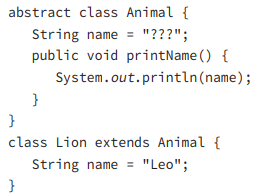 abstract class Animal {
    String name = "???";
    public void printName() {
        System.out.println(name);
    }
}
class Lion extends Animal {
    String name = "Leo";
}